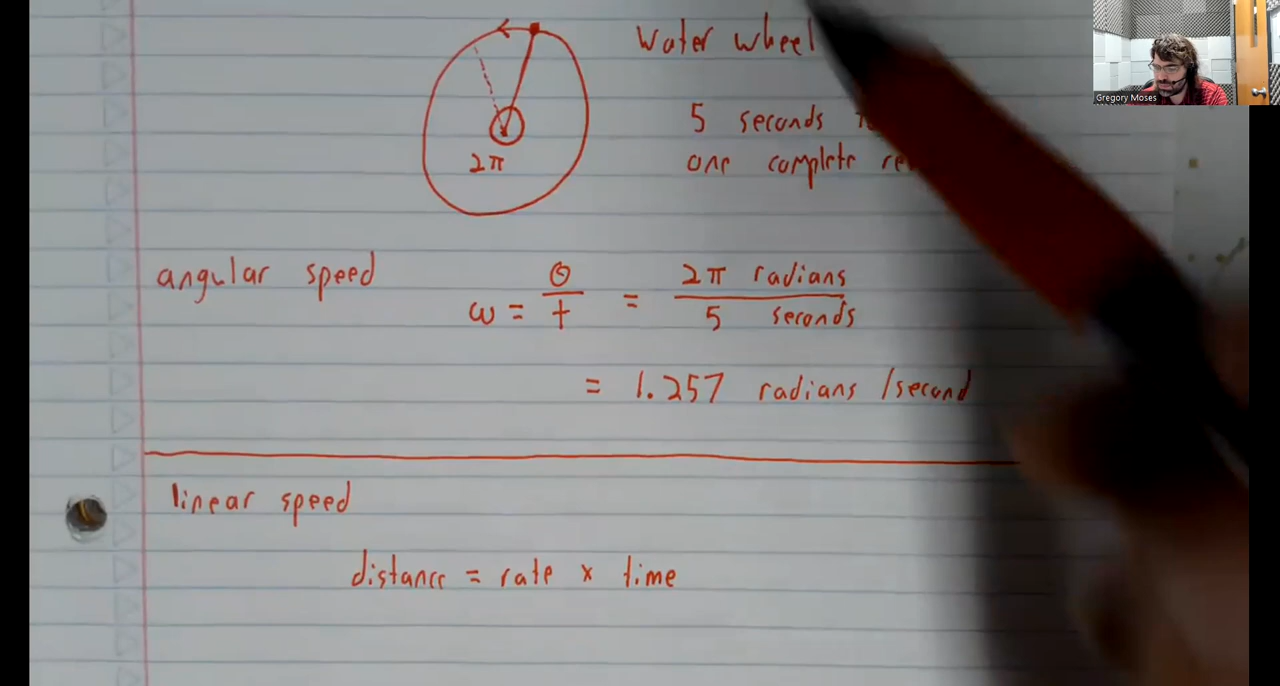 Water wheel
Gregory Moses
5 seconds
one complete
2π
angular speed
ω = θ/t = 2π radians / 5 seconds
= 1.257 radians /second
linear speed
distance = rate × time